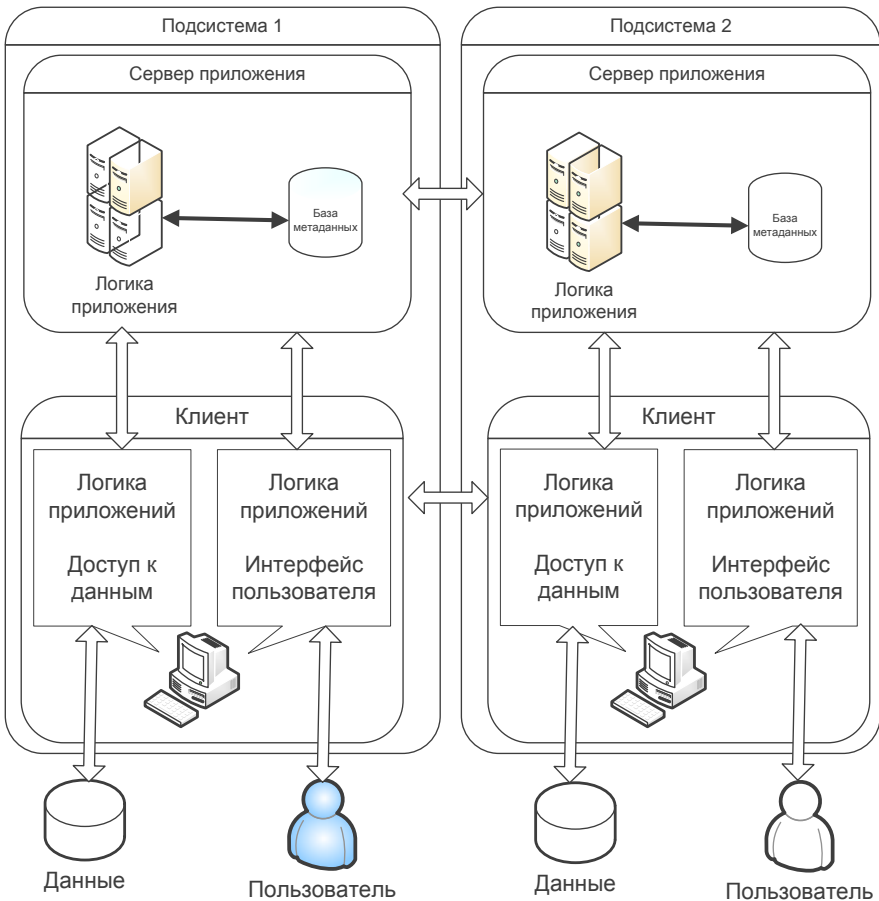 Подсистема 1
Сервер приложения
База
метаданных
Логика
приложения
Клиент
Логика
приложений
Доступ к
данным
Логика
приложений
Интерфейс
пользователя
Данные
Пользователь
Подсистема 2
Сервер приложения
База
метаданных
Логика
приложения
Клиент
Логика
приложений
Доступ к
данным
Логика
приложений
Интерфейс
пользователя
Данные
Пользователь